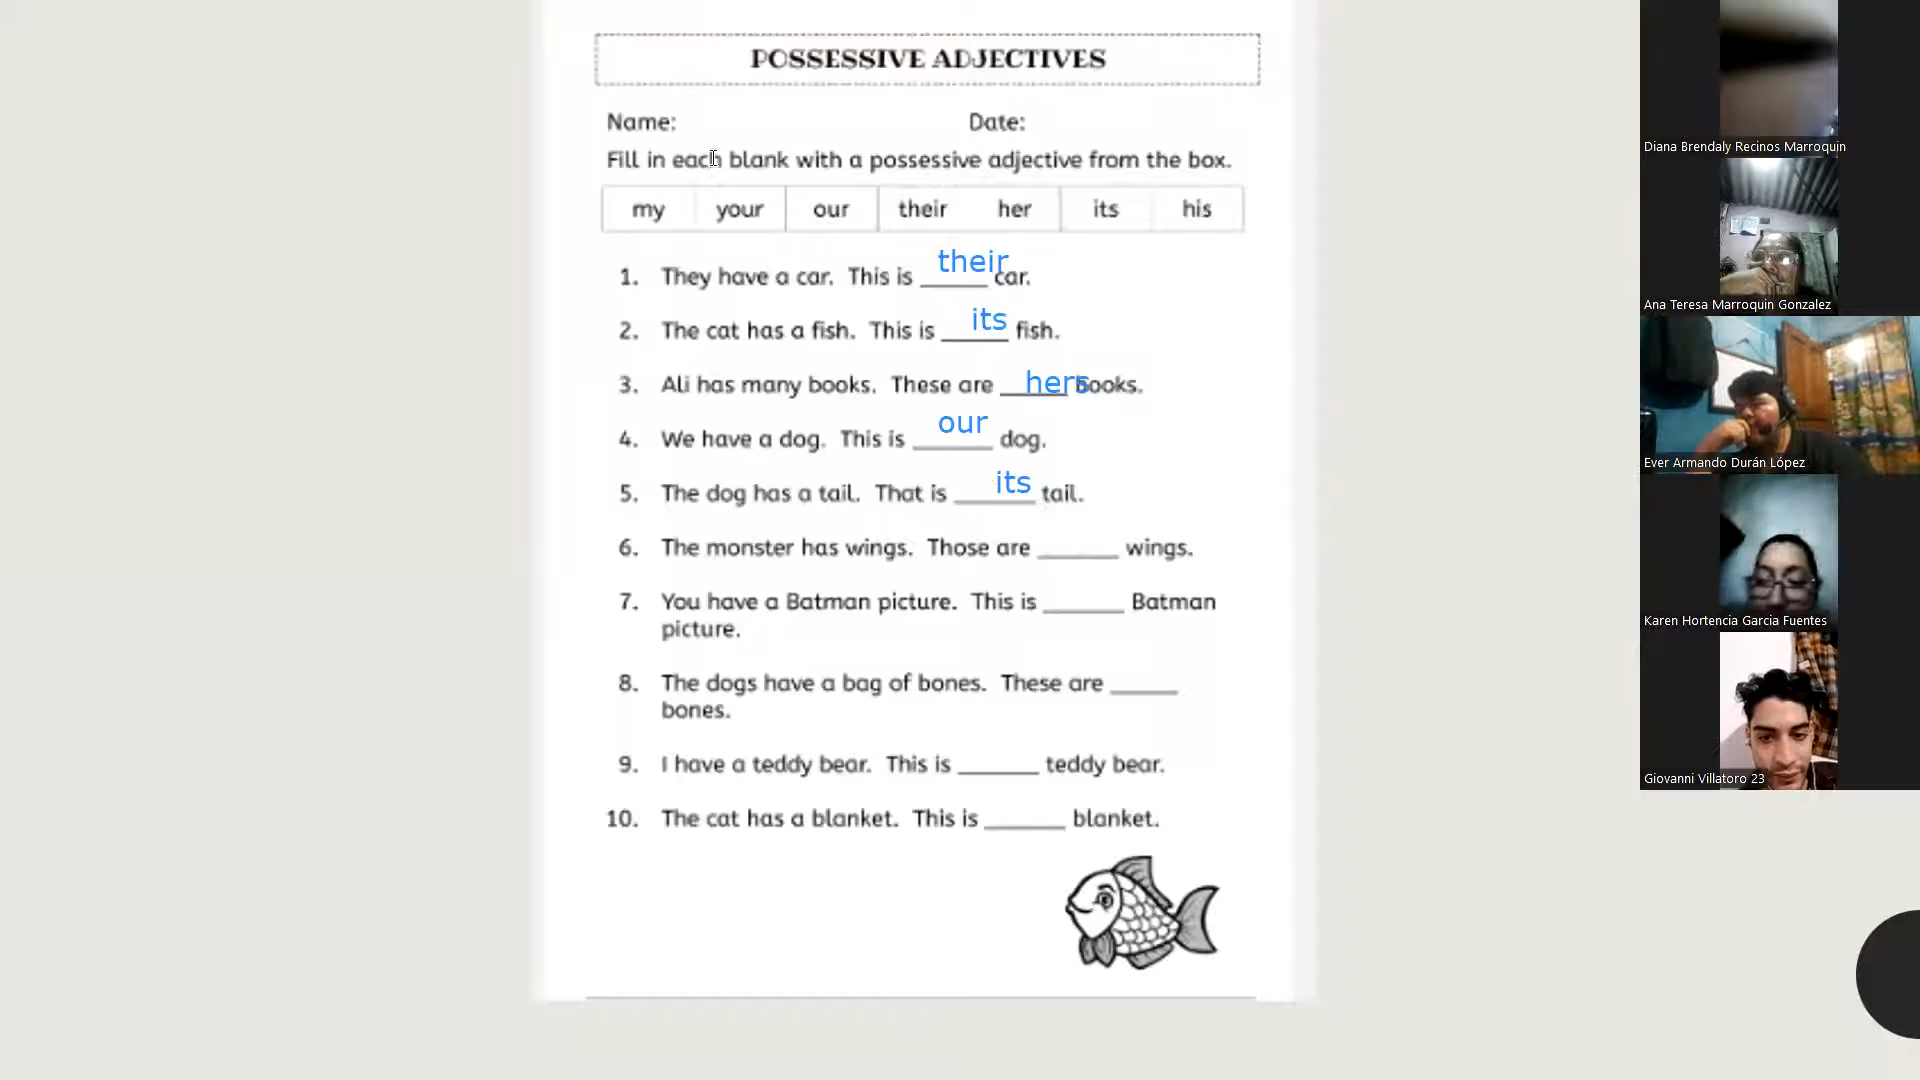 POSSESSIVE ADJECTIVES
Name: Date:
Fill in each blank with a possessive adjective from the box.
my your our their her its his
1. They have a car. This is their car.
2. The cat has a fish. This is its fish.
3. Ali has many books. These are hers books.
4. We have a dog. This is our dog.
5. The dog has a tail. That is its tail.
6. The monster has wings. Those are ______ wings.
7. You have a Batman picture. This is ______ Batman
picture.
8. The dogs have a bag of bones. These are ______
bones.
9. I have a teddy bear. This is ______ teddy bear.
10. The cat has a blanket. This is ______ blanket.
Diana Brendaly Recinos Marroquin
Ana Teresa Marroquin Gonzalez
Ever Armando Durán López
Karen Hortencia Garcia Fuentes
Giovanni Villatoro 23